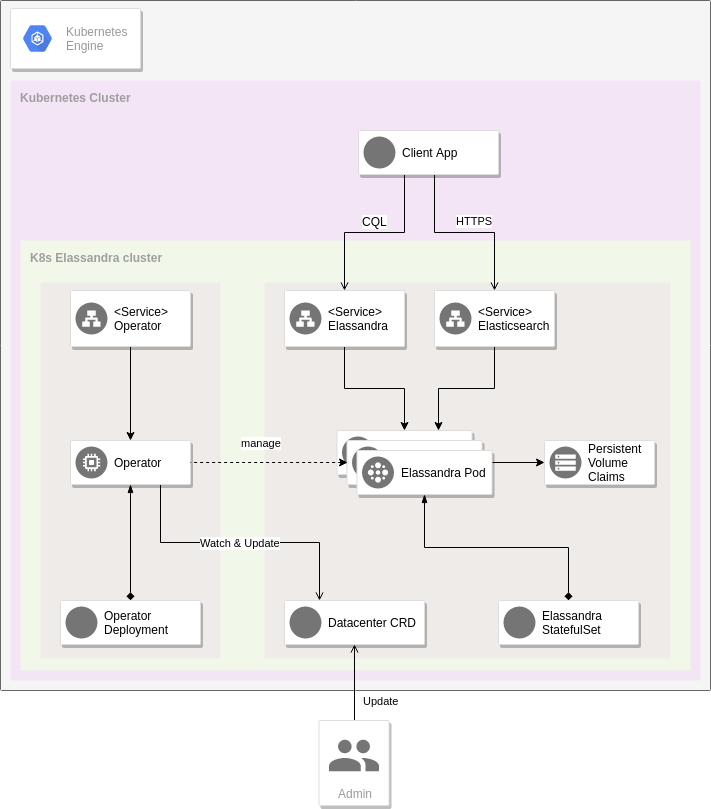 Kubernetes
Engine
Kubernetes Cluster
Client App
CQL
HTTPS
K8s Elassandra cluster
<Service>
Operator
<Service>
Elassandra
<Service>
Elasticsearch
manage
Operator
Elassandra Pod
Persistent
Volume
Claims
Watch & Update
Operator
Deployment
Datacenter CRD
Elassandra
StatefulSet
Update
Admin